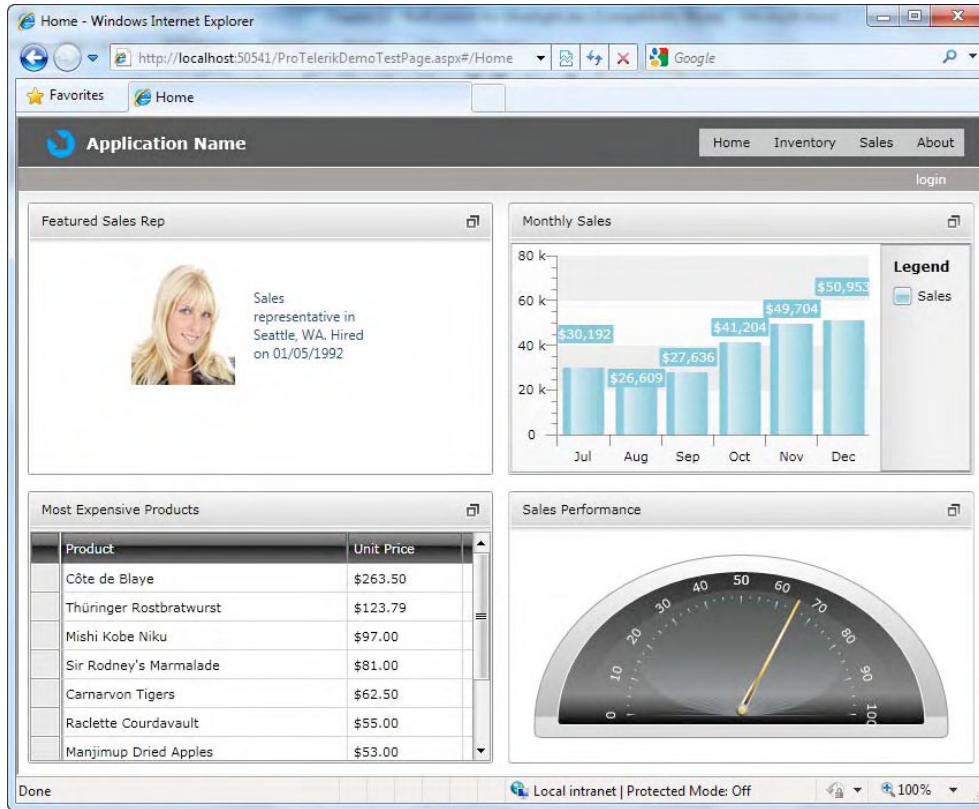 Home - Windows Internet Explorer
http://localhost:50541/ProTelerikDemoTestPage.aspx#/Home
Google
Favorites
Home
Application Name
Home Inventory Sales About
login
Featured Sales Rep
Sales
representative in
Seattle, WA. Hired
on 01/05/1992
Monthly Sales
80 k
60 k
40 k
20 k
0
$30,192
$26,609
$27,636
$41,204
$49,704
$50,953
Jul Aug Sep Oct Nov Dec
Legend
Sales
Most Expensive Products
Product Unit Price
Côte de Blaye $263.50
Thüringer Rostbratwurst $123.79
Mishi Kobe Niku $97.00
Sir Rodney's Marmalade $81.00
Carnarvon Tigers $62.50
Raclette Courdavault $55.00
Manjimup Dried Apples $53.00
Sales Performance
0 10 20 30 40 50 60 70 80 90 100
Done
Local intranet | Protected Mode: Off
100%